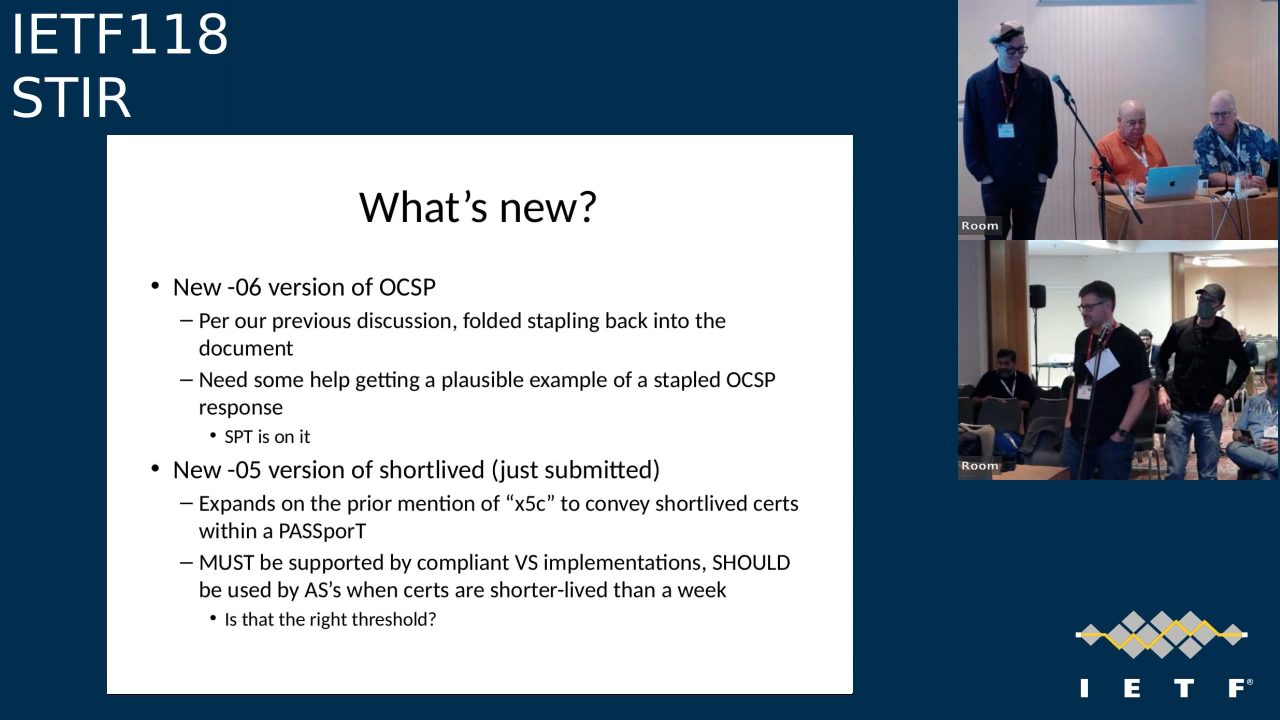 IETF118
STIR
What's new?
• New -06 version of OCSP
– Per our previous discussion, folded stapling back into the
document
– Need some help getting a plausible example of a stapled OCSP
response
• SPT is on it
• New -05 version of shortlived (just submitted)
– Expands on the prior mention of “x5c” to convey shortlived certs
within a PASSporT
– MUST be supported by compliant VS implementations, SHOULD
be used by AS's when certs are shorter-lived than a week
• Is that the right threshold?
Room
Room
I E T F®